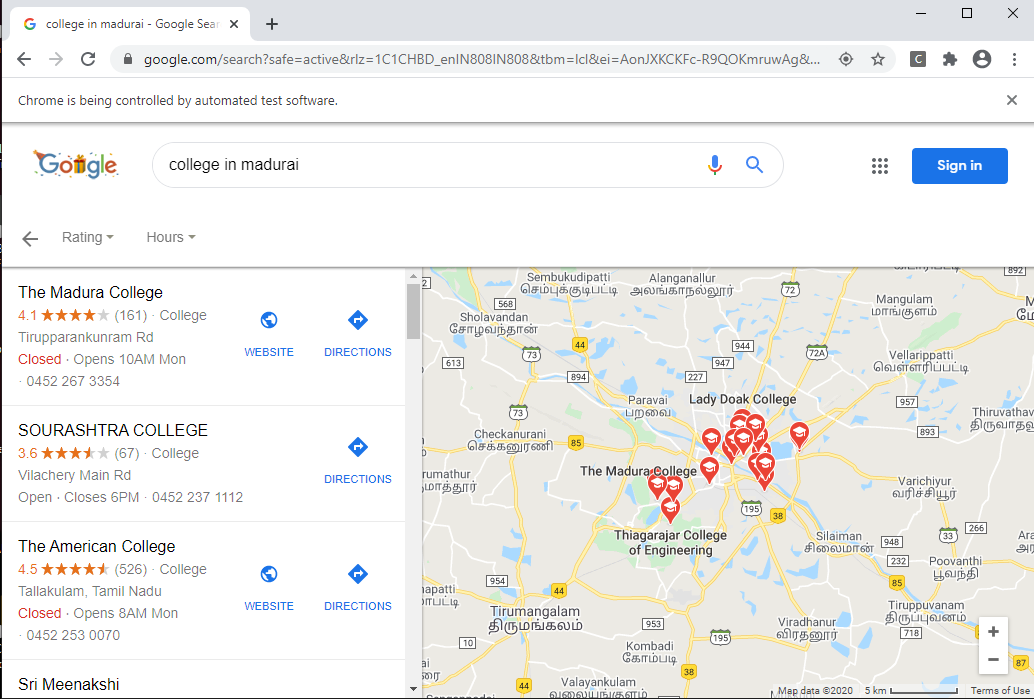 college in madurai - Google Sear
google.com/search?safe=active&rlz=1C1CHBD_enIN808IN808&tbm=lcl&ei=AonJXKCKFc-R9QOKmruwAg&...
Chrome is being controlled by automated test software.
Google
college in madurai
Sign in
Rating
Hours
The Madura College
4.1 (161) · College
Tirupparankunram Rd
Closed · Opens 10AM Mon
· 0452 267 3354
WEBSITE
DIRECTIONS
SOURASHTRA COLLEGE
3.6 (67) · College
Vilachery Main Rd
Open · Closes 6PM · 0452 237 1112
DIRECTIONS
The American College
4.5 (526) · College
Tallakulam, Tamil Nadu
Closed · Opens 8AM Mon
· 0452 253 0070
WEBSITE
DIRECTIONS
Sri Meenakshi
Sembukudipatti
செம்புக்குடிபட்டி
Alanganallur
அலங்காநல்லூர்
892
72
568
Sholavandan
சோழவந்தான்
Mangulam
மாங்குளம்
44
73
944
72A
613
947
Vellarippatti
வெள்ளரிப்பட்டி
894
227
Paravai
பரவை
Lady Doak College
957
73
Checkanurani
செக்கனூரணி
85
893
Thiruvathav
The Madura College
Varichiyur
வரிச்சியூர்
195
38
Thiagarajar College
of Engineering
Silaiman
சிலைமான்
948
33
266
232
Poovanthi
பூவந்தி
954
44
85
Tirumangalam
திருமங்கலம்
953
195
Viradhanur
விரதனூர்
Tiruppuvanam
திருப்புவனம்
718
10
Kombadi
கோம்படி
38
87
44
Valayankulam
வலையங்குளம்
Map data ©2020
5 km
Terms of Use